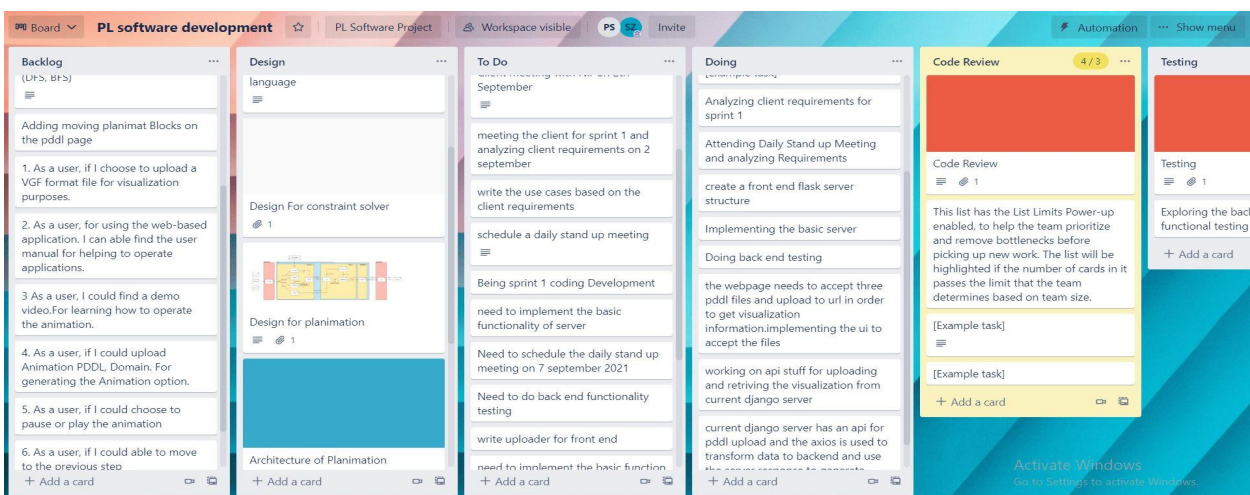 Board
PL software development
PL Software Project
Workspace visible
PS
SZ
Invite
Automation
Show menu
Backlog
(DFS, BFS)
Adding moving planimat Blocks on
the pddl page
1. As a user, if I choose to upload a
VGF format file for visualization
purposes.
2. As a user, for using the web-based
application. I can able find the user
manual for helping to operate
applications.
3 As a user, I could find a demo
video.For learning how to operate
the animation.
4. As a user, if I could upload
Animation PDDL, Domain. For
generating the Animation option.
5. As a user, if I could choose to
pause or play the animation
6. As a user, if I could able to move
to the previous step
+ Add a card
Design
language
Design For constraint solver
1
Design for planimation
1
Architecture of Planimation
+ Add a card
To Do
September
meeting the client for sprint 1 and
analyzing client requirements on 2
september
write the use cases based on the
client requirements
schedule a daily stand up meeting
Being sprint 1 coding Development
need to implement the basic
functionality of server
Need to schedule the daily stand up
meeting on 7 september 2021
Need to do back end functionality
testing
write uploader for front end
need to implement the basic function
+ Add a card
Doing
[Example task]
Analyzing client requirements for
sprint 1
Attending Daily Stand up Meeting
and analyzing Requirements
create a front end flask server
structure
Implementing the basic server
Doing back end testing
the webpage needs to accept three
pddl files and upload to url in order
to get visualization
information.implementing the ui to
accept the files
working on api stuff for uploading
and retriving the visualization from
current django server
current django server has an api for
pddl upload and the axios is used to
transform data to backend and use
the server response to generate
+ Add a card
Code Review
4/3
Code Review
1
This list has the List Limits Power-up
enabled, to help the team prioritize
and remove bottlenecks before
picking up new work. The list will be
highlighted if the number of cards in it
passes the limit that the team
determines based on team size.
[Example task]
[Example task]
+ Add a card
Testing
Testing
1
Exploring the bac
functional testing
+ Add a card
Activate Windows
Go to Settings to activate Windows.